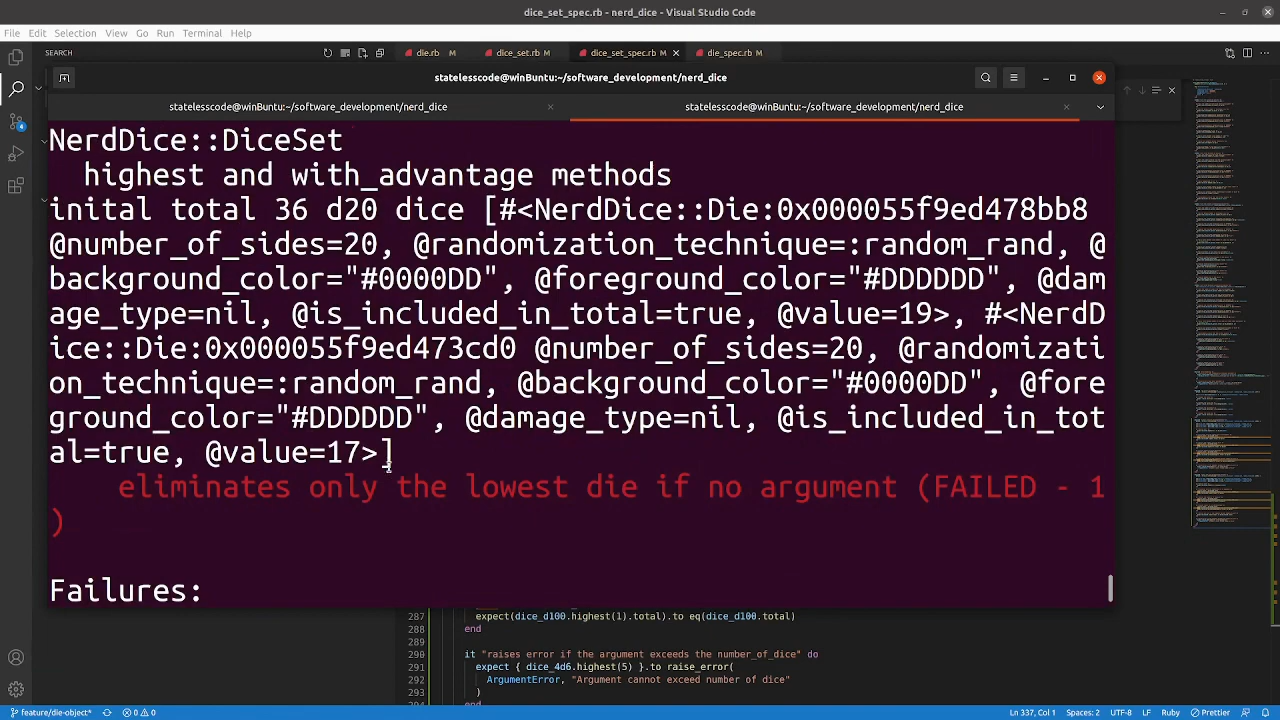 dice_set_spec.rb - nerd_dice - Visual Studio Code
File Edit Selection View Go Run Terminal Help
SEARCH
die.rb M
dice_set.rb M
dice_set_spec.rb M
die_spec.rb M
statelesscode@winBuntu:~/software_development/nerd_dice
statelesscode@winBuntu:~/software_development/nerd_dice
statelesscode@winBuntu:~/software_development/nerd_dice
NerdDice::DiceSet
highest and with_advantage methods
inital total 36 
@number_of_sides=20, @randomization_technique=:random_rand, @
background_color="#0000DD", @foreground_color="#DDDDDD", @dam
age_type=nil, @is_included_in_total=true, @value=19>, #<NerdD
ice::Die:
@number_of_sides=20, @randomizati
on_technique=:random_rand, @background_color="#0000DD", @fore
ground_color="#DDDDDD", @damage_type=nil, @is_included_in_tot
al=true, @value=17>]
eliminates only the lowest die if no argument (FAILED - 1
)
Failures:
287 expect(dice_d100.highest(1).total).to eq(dice_d100.total)
288 end
289
290 it "raises error if the argument exceeds the number_of_dice" do
291 expect { dice_4d6.highest(5) }.to raise_error(
292 ArgumentError, "Argument cannot exceed number of dice"
293 )
294 end
4
feature/die-object* 0 0
Ln 337, Col 1 Spaces: 2 UTF-8 LF Ruby Prettier